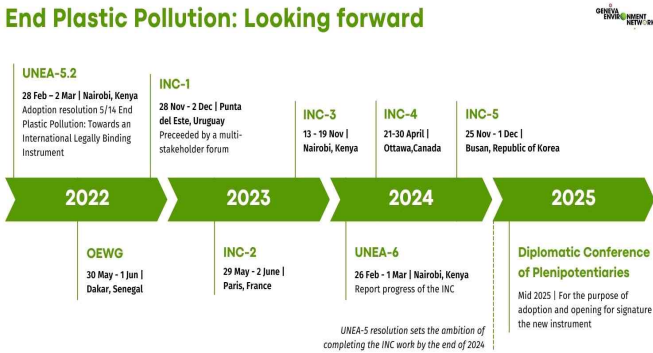 End Plastic Pollution: Looking forward
GENEVA
ENVIRONMENT
NETWORK
UNEA-5.2
28 Feb – 2 Mar | Nairobi, Kenya
Adoption resolution 5/14 End
Plastic Pollution: Towards an
International Legally Binding
Instrument
INC-1
28 Nov - 2 Dec | Punta
del Este, Uruguay
Preceeded by a multi-
stakeholder forum
INC-3
13 - 19 Nov |
Nairobi, Kenya
INC-4
21-30 April |
Ottawa,Canada
INC-5
25 Nov - 1 Dec |
Busan, Republic of Korea
2022
2023
2024
2025
OEWG
30 May - 1 Jun |
Dakar, Senegal
INC-2
29 May - 2 June |
Paris, France
UNEA-6
26 Feb - 1 Mar | Nairobi, Kenya
Report progress of the INC
Diplomatic Conference
of Plenipotentiaries
Mid 2025 | For the purpose of
adoption and opening for signature
the new instrument
UNEA-5 resolution sets the ambition of
completing the INC work by the end of 2024